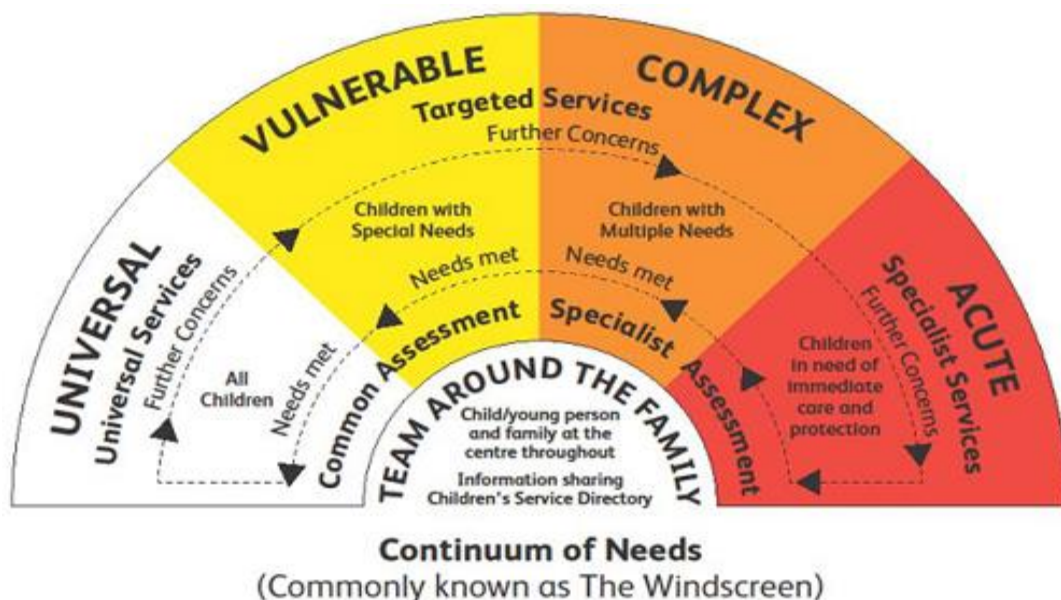 UNIVERSAL
Universal Services
Further Concerns
All
Children
Needs met
VULNERABLE
Targeted Services
Further Concerns
Children with
Special Needs
Needs met
Common Assessment
COMPLEX
Children with
Multiple Needs
Needs met
Specialist Assessment
ACUTE
Specialist Services
Further Concerns
Children
in need of
immediate
care and
protection
TEAM AROUND THE FAMILY
Child/young person
and family at the
centre throughout
Information sharing
Children's Service Directory
Continuum of Needs
(Commonly known as The Windscreen)